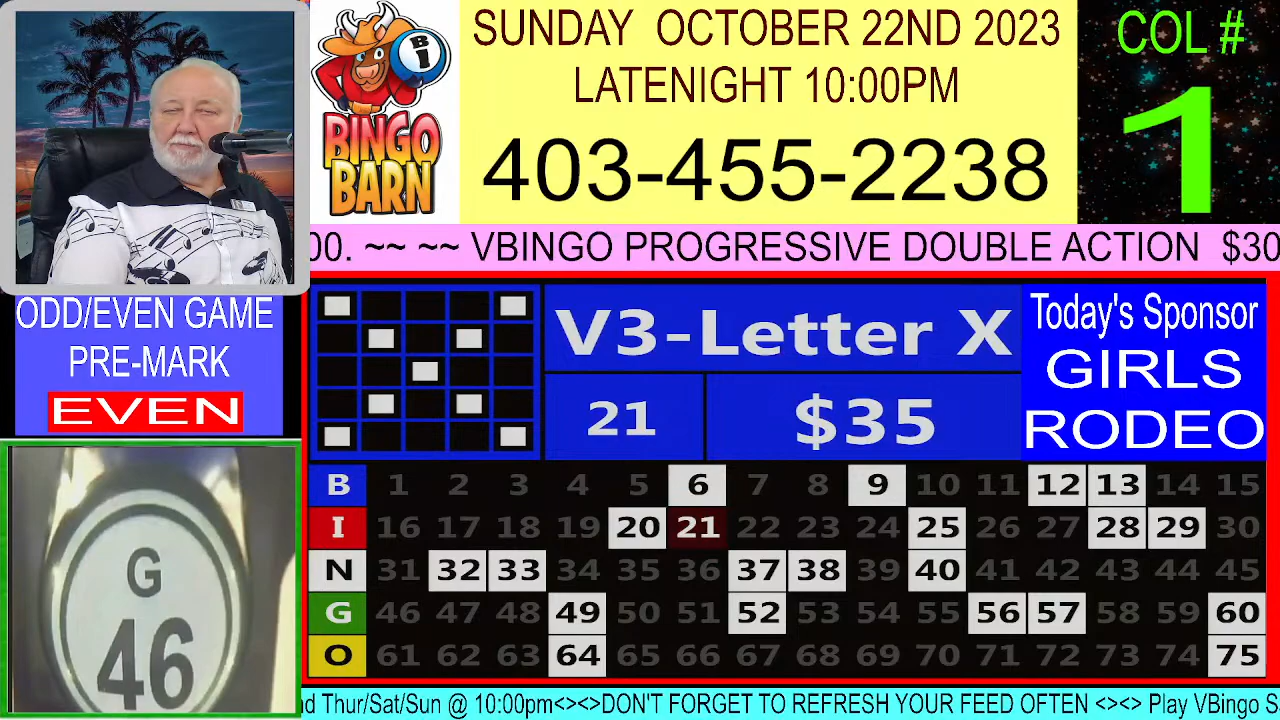 SUNDAY OCTOBER 22ND 2023
LATENIGHT 10:00PM
403-455-2238
B
1
BINGO
BARN
COL #
1
00. ~~ ~~ VBINGO PROGRESSIVE DOUBLE ACTION $30
ODD/EVEN GAME
PRE-MARK
EVEN
V3-Letter X
21 $35
Today's Sponsor
GIRLS
RODEO
B 1 2 3 4 5 6 7 8 9 10 11 12 13 14 15
I 16 17 18 19 20 21 22 23 24 25 26 27 28 29 30
N 31 32 33 34 35 36 37 38 39 40 41 42 43 44 45
G 46 47 48 49 50 51 52 53 54 55 56 57 58 59 60
O 61 62 63 64 65 66 67 68 69 70 71 72 73 74 75
G
46
nd Thur/Sat/Sun @ 10:00pm<><>DON'T FORGET TO REFRESH YOUR FEED OFTEN <><> Play VBingo S